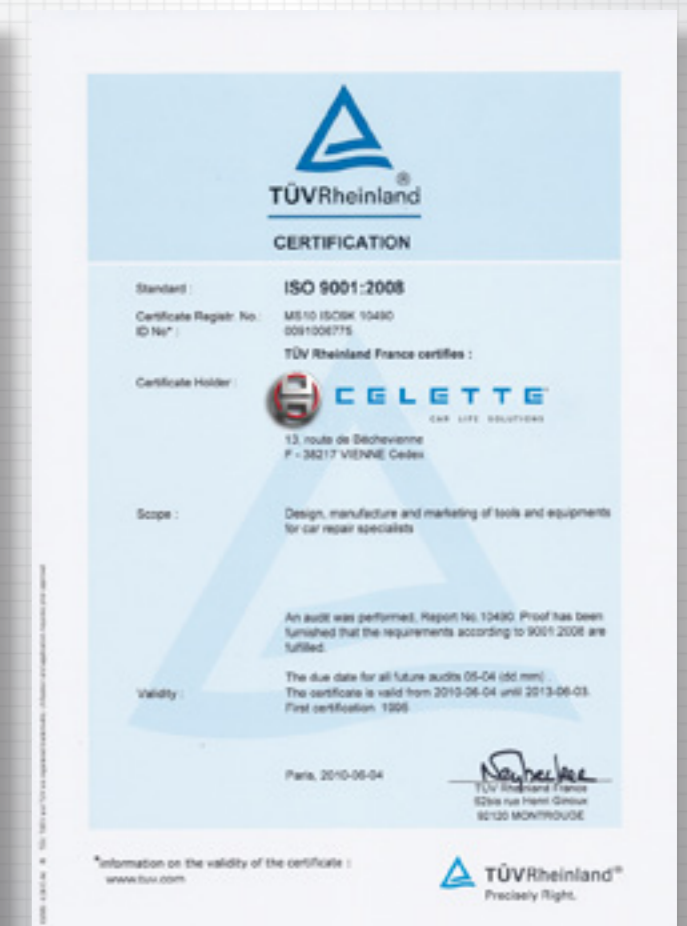 TÜVRheinland®
CERTIFICATION
Standard : ISO 9001:2008
Certificate Registr. No.: MS10 ISO9K 10490
ID No* : 0091006775
TÜV Rheinland France certifies :
Certificate Holder : CELETTE
CAR LIFE SOLUTIONS
13, route de Béchevienne
F - 38217 VIENNE Cedex
Scope : Design, manufacture and marketing of tools and equipments
for car repair specialists
An audit was performed, Report No. 10490. Proof has been
furnished that the requirements according to 9001:2008 are
fulfilled.
The due date for all future audits 05-04 (dd.mm).
Validity : The certificate is valid from 2010-06-04 until 2013-06-03.
First certification 1995
Paris, 2010-06-04
TÜV Rheinland France
62bis rue Henri Ginoux
92120 MONTROUGE
*Information on the validity of the certificate :
www.tuv.com
TÜVRheinland®
Precisely Right.